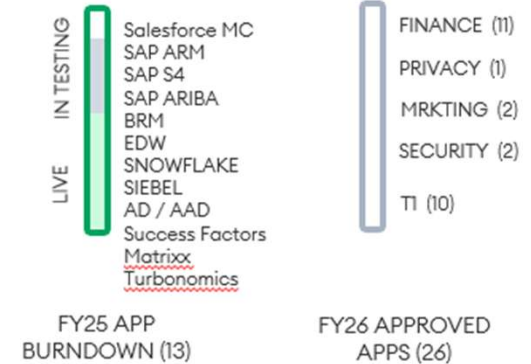 IN TESTING
LIVE
Salesforce MC
SAP ARM
SAP S4
SAP ARIBA
BRM
EDW
SNOWFLAKE
SIEBEL
AD / AAD
Success Factors
Matrixx
Turbonomics
FY25 APP
BURNDOWN (13)
FINANCE (11)
PRIVACY (1)
MRKTING (2)
SECURITY (2)
T1 (10)
FY26 APPROVED
APPS (26)